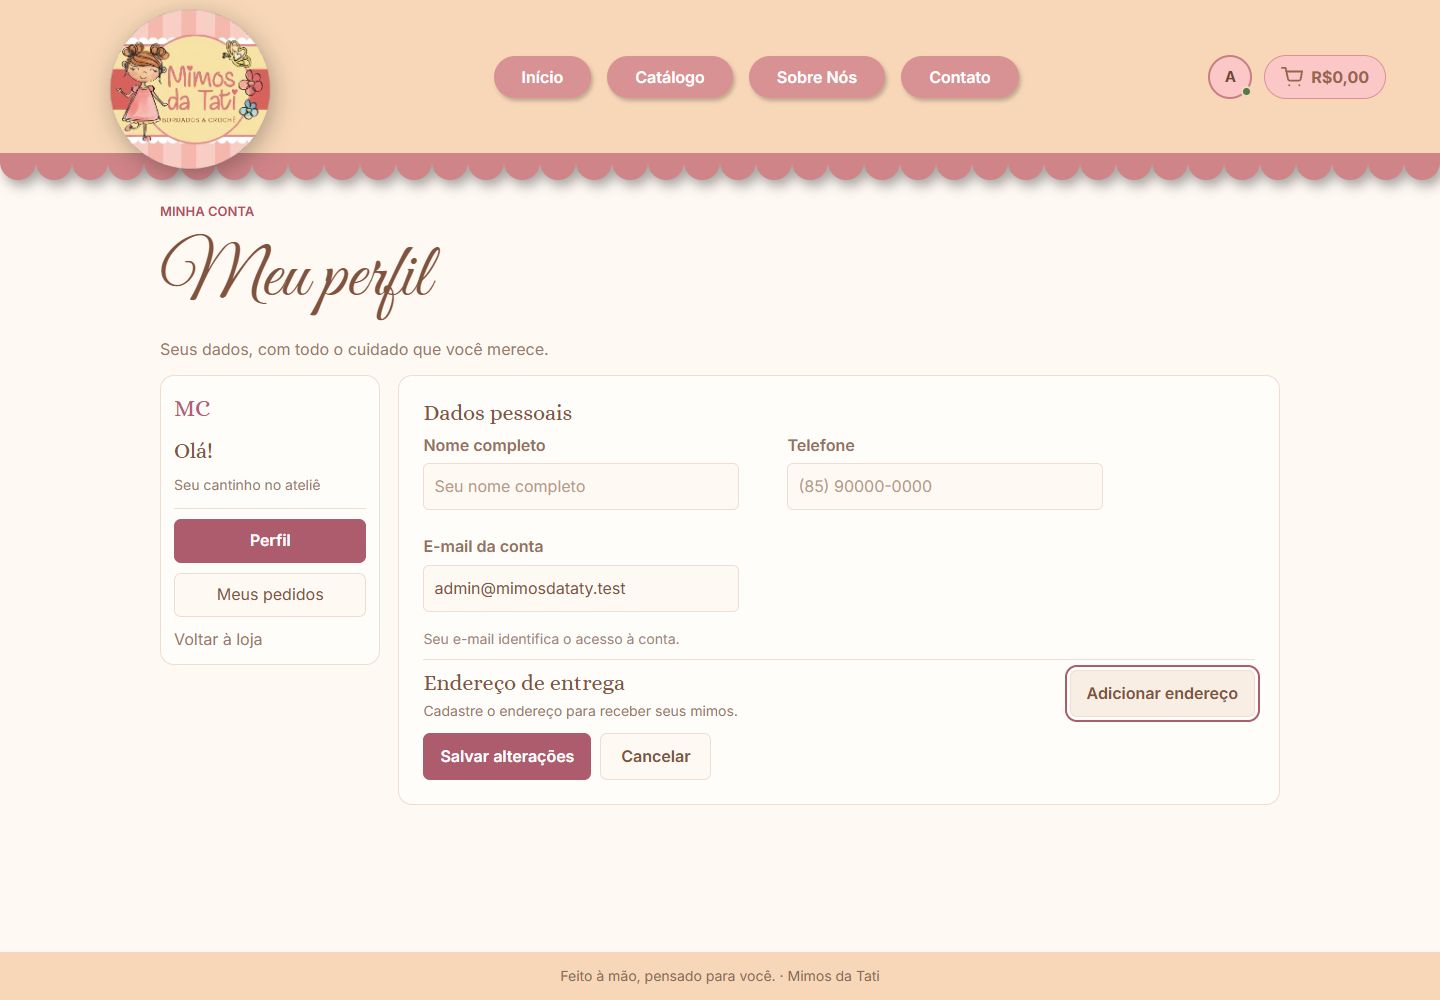 Mimos
da Tati
BORDADOS & CROCHÊ
Início
Catálogo
Sobre Nós
Contato
A
R$0,00
MINHA CONTA
Meu perfil
Seus dados, com todo o cuidado que você merece.
MC
Olá!
Seu cantinho no ateliê
Perfil
Meus pedidos
Voltar à loja
Dados pessoais
Nome completo
Seu nome completo
Telefone
(85) 90000-0000
E-mail da conta
admin@mimosdataty.test
Seu e-mail identifica o acesso à conta.
Endereço de entrega
Cadastre o endereço para receber seus mimos.
Adicionar endereço
Salvar alterações
Cancelar
Feito à mão, pensado para você. · Mimos da Tati